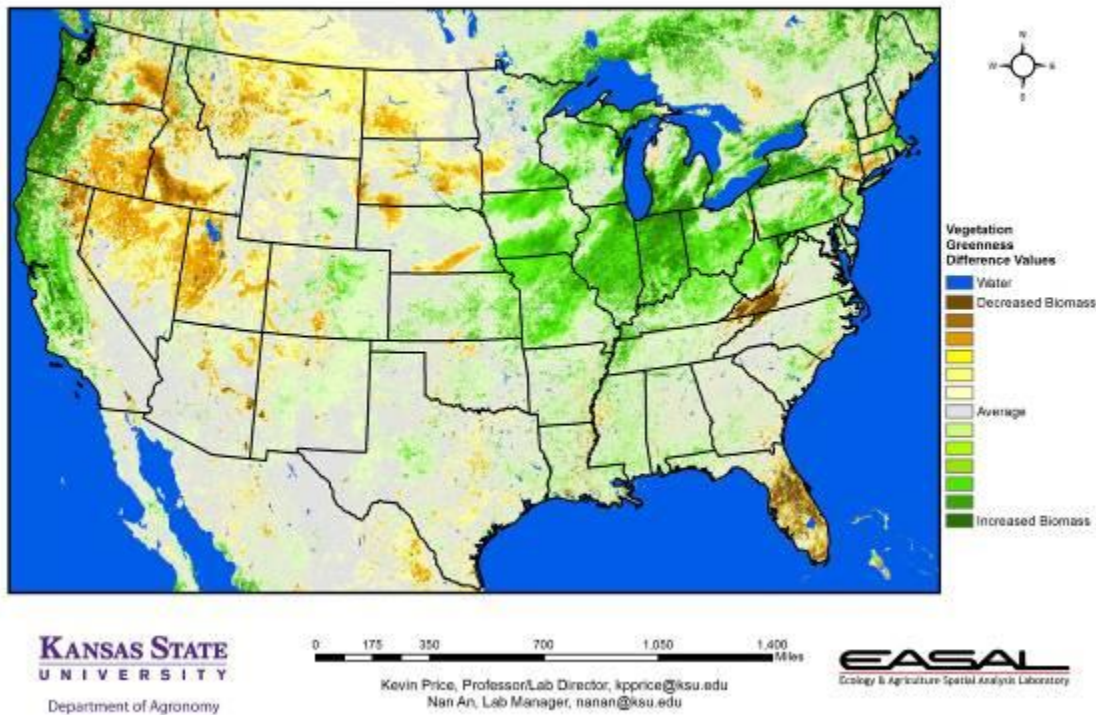 N
W
E
S
Vegetation
Greenness
Difference Values
Water
Decreased Biomass
Average
Increased Biomass
KANSAS STATE
UNIVERSITY
Department of Agronomy
0 175 350 700 1,050 1,400
Miles
Kevin Price, Professor/Lab Director, kpprice@ksu.edu
Nan An, Lab Manager, nanan@ksu.edu
EASAL
Ecology & Agriculture Spatial Analysis Laboratory